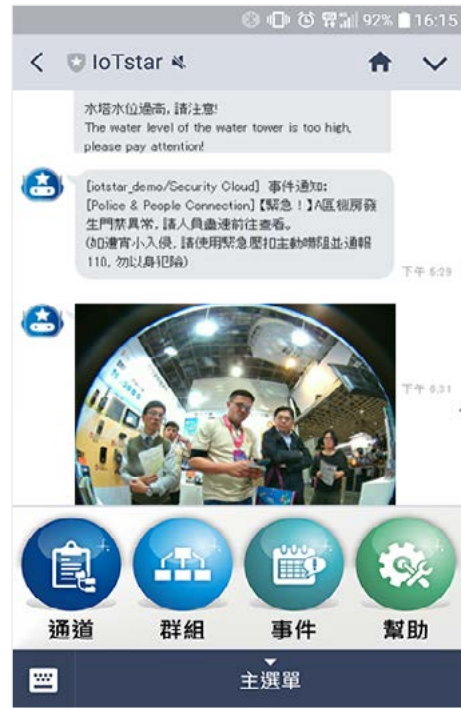 92% 16:15
IoTstar
水塔水位過高,請注意!
The water level of the water tower is too high,
please pay attention!
[iotstar_demo/Security Cloud] 事件通知:
[Police & People Connection]【緊急!】A區機房發
生門禁異常,請人員盡速前往查看。
(如遭宵小入侵,請使用緊急壓扣主動嚇阻並通報
110,勿以身犯險)
下午 5:29
下午 5:31
通道
群組
事件
幫助
主選單